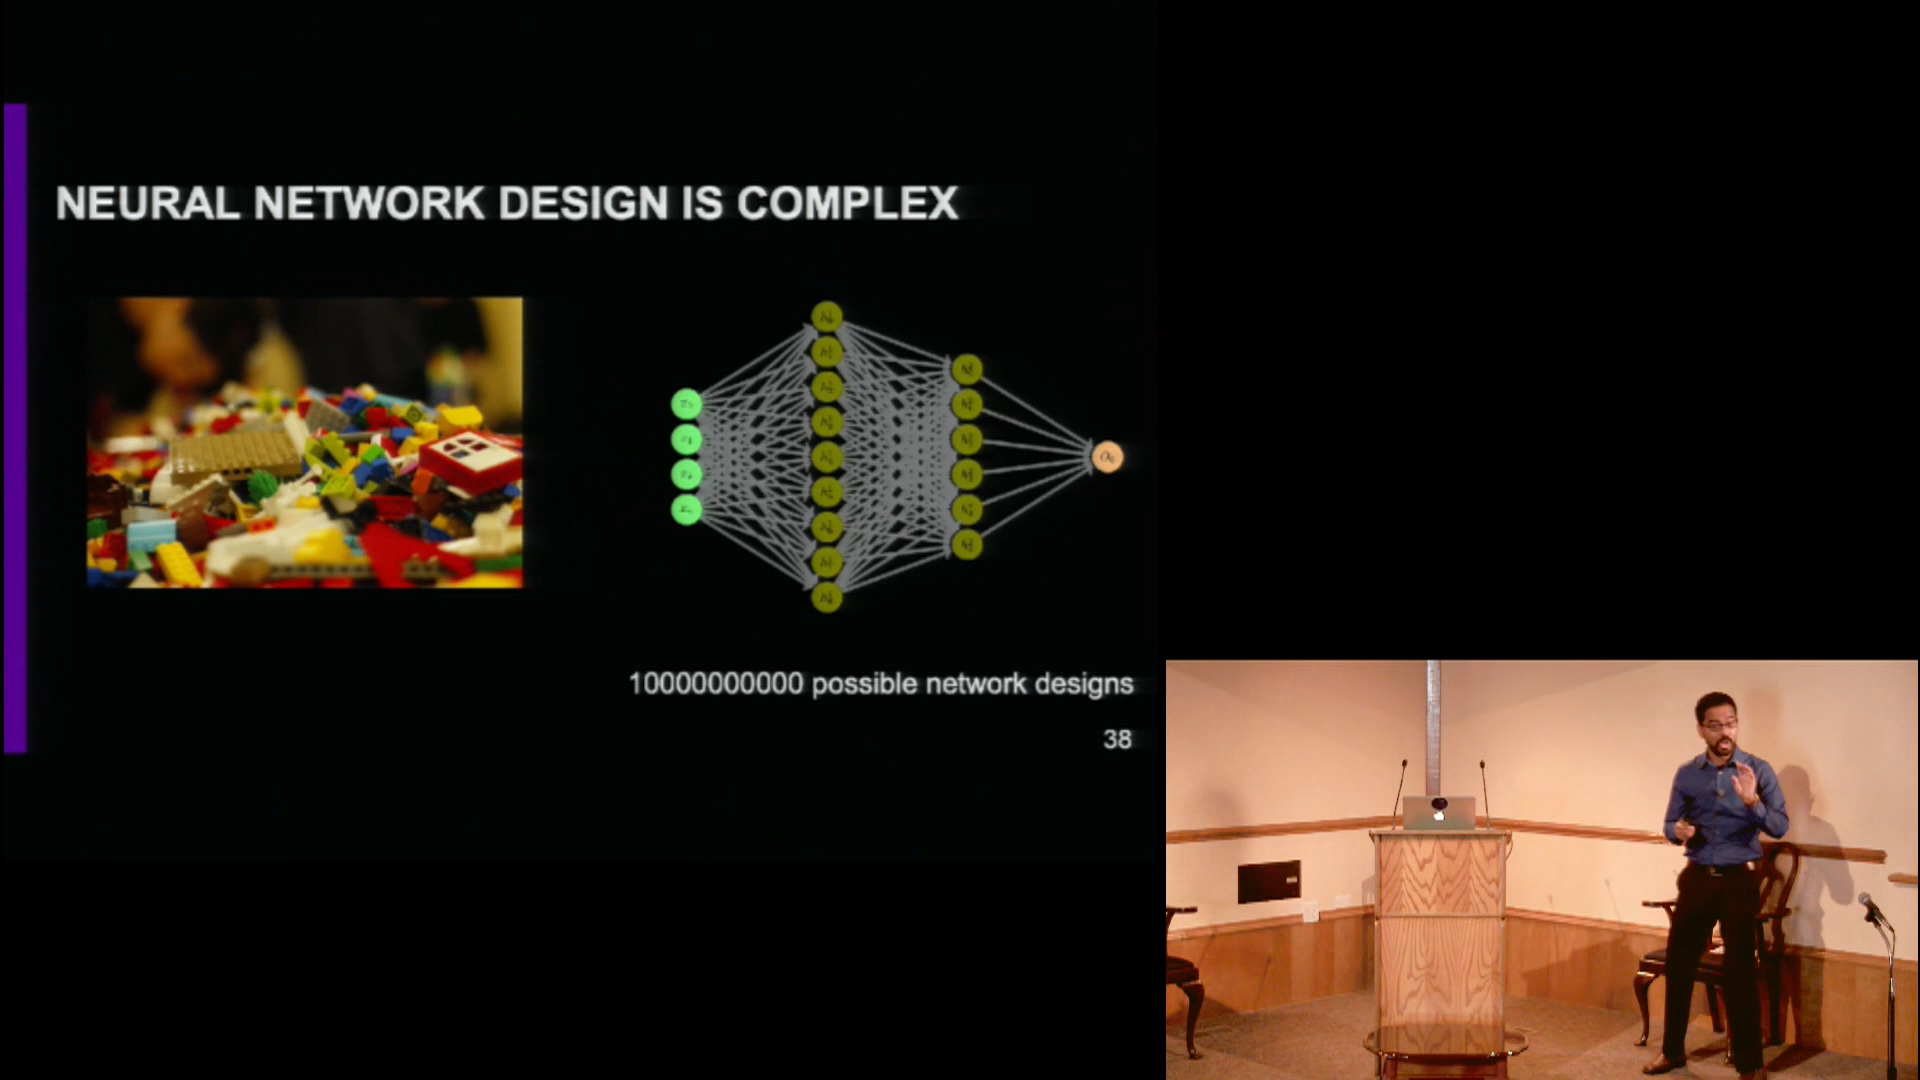 NEURAL NETWORK DESIGN IS COMPLEX
10000000000 possible network designs
38